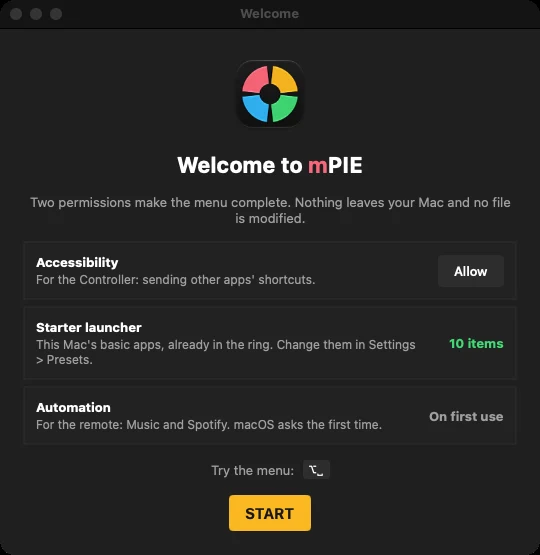 Welcome
Welcome to mPIE
Two permissions make the menu complete. Nothing leaves your Mac and no file
is modified.
Accessibility
For the Controller: sending other apps' shortcuts.
Allow
Starter launcher
This Mac's basic apps, already in the ring. Change them in Settings
> Presets.
10 items
Automation
For the remote: Music and Spotify. macOS asks the first time.
On first use
Try the menu: ⌥␣
START